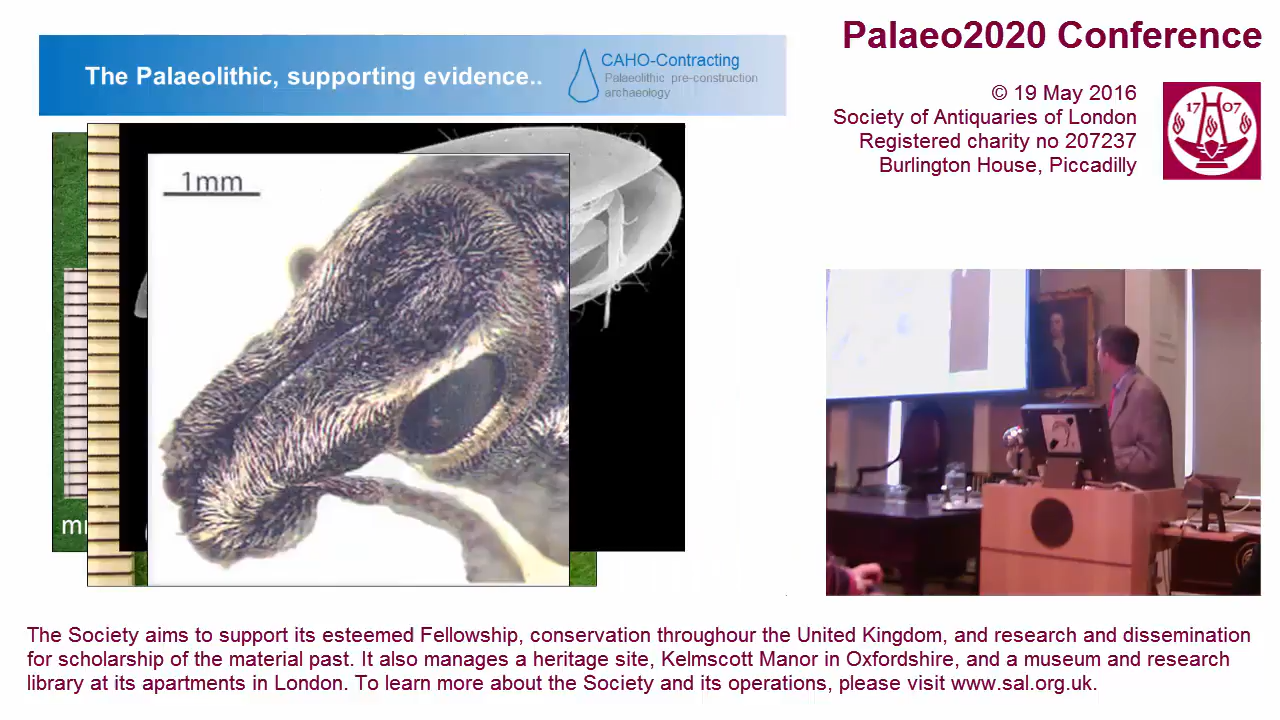 The Palaeolithic, supporting evidence..
CAHO-Contracting
Palaeolithic pre-construction
archaeology
1mm
Palaeo2020 Conference
© 19 May 2016
Society of Antiquaries of London
Registered charity no 207237
Burlington House, Piccadilly
17 07
The Society aims to support its esteemed Fellowship, conservation throughour the United Kingdom, and research and dissemination
for scholarship of the material past. It also manages a heritage site, Kelmscott Manor in Oxfordshire, and a museum and research
library at its apartments in London. To learn more about the Society and its operations, please visit www.sal.org.uk.